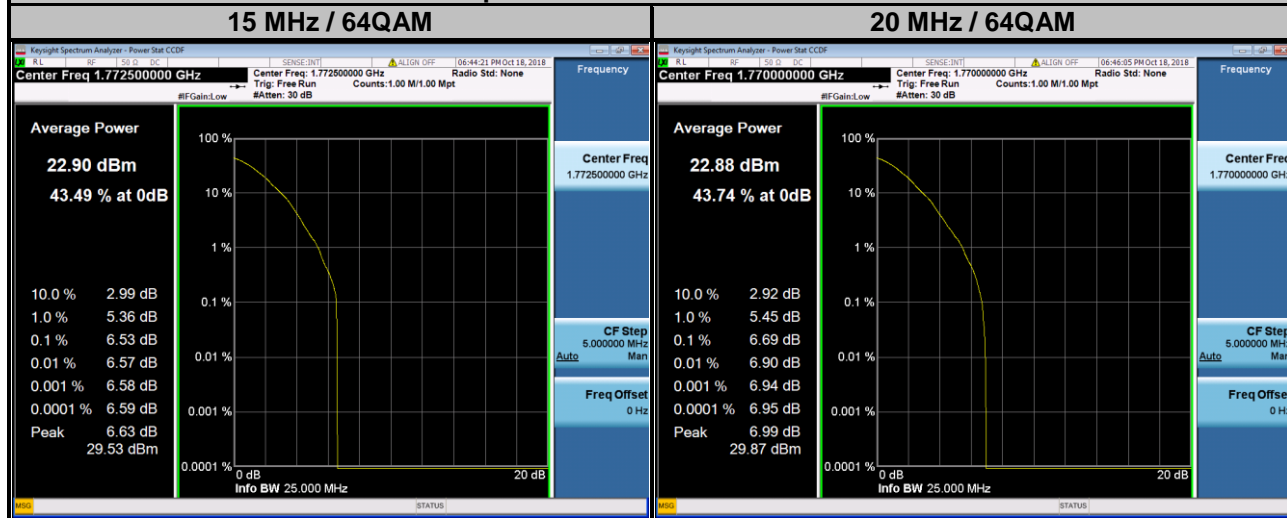 15 MHz / 64QAM
Keysight Spectrum Analyzer - Power Stat CCDF
RL RF 50 Ω DC SENSE:INT ALIGN OFF 06:44:21 PM Oct 18, 2018
Center Freq 1.772500000 GHz
Center Freq: 1.772500000 GHz Radio Std: None
Trig: Free Run Counts:1.00 M/1.00 Mpt
#IFGain:Low #Atten: 30 dB
Frequency
Average Power
22.90 dBm
43.49 % at 0dB
10.0 % 2.99 dB
1.0 % 5.36 dB
0.1 % 6.53 dB
0.01 % 6.57 dB
0.001 % 6.58 dB
0.0001 % 6.59 dB
Peak 6.63 dB
29.53 dBm
100 %
10 %
1 %
0.1 %
0.01 %
0.001 %
0.0001 %
0 dB 20 dB
Info BW 25.000 MHz
Center Freq
1.772500000 GHz
CF Step
5.000000 MHz
Auto Man
Freq Offset
0 Hz
MSG STATUS
20 MHz / 64QAM
Keysight Spectrum Analyzer - Power Stat CCDF
RL RF 50 Ω DC SENSE:INT ALIGN OFF 06:46:05 PM Oct 18, 2018
Center Freq 1.770000000 GHz
Center Freq: 1.770000000 GHz Radio Std: None
Trig: Free Run Counts:1.00 M/1.00 Mpt
#IFGain:Low #Atten: 30 dB
Frequency
Average Power
22.88 dBm
43.74 % at 0dB
10.0 % 2.92 dB
1.0 % 5.45 dB
0.1 % 6.69 dB
0.01 % 6.90 dB
0.001 % 6.94 dB
0.0001 % 6.95 dB
Peak 6.99 dB
29.87 dBm
100 %
10 %
1 %
0.1 %
0.01 %
0.001 %
0.0001 %
0 dB 20 dB
Info BW 25.000 MHz
Center Freq
1.770000000 GHz
CF Step
5.000000 MHz
Auto Man
Freq Offset
0 Hz
MSG STATUS